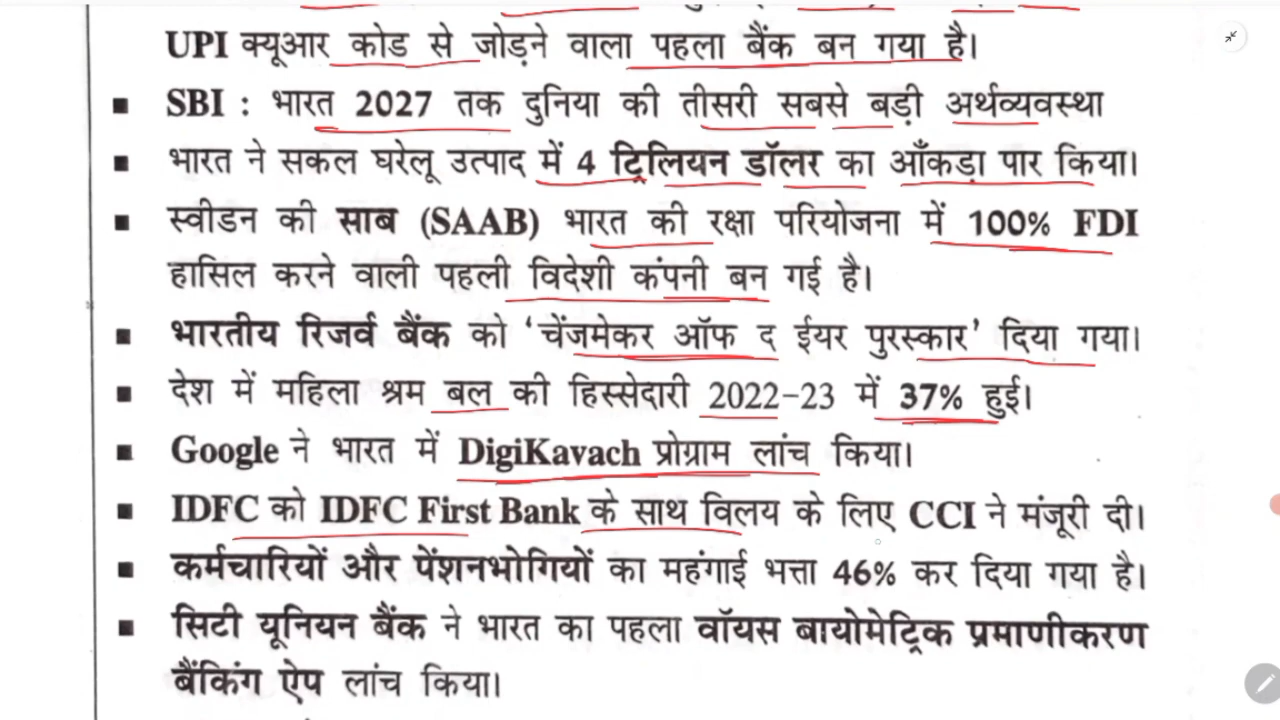 UPI क्यूआर कोड से जोड़ने वाला पहला बैंक बन गया है।
▪ SBI : भारत 2027 तक दुनिया की तीसरी सबसे बड़ी अर्थव्यवस्था
▪ भारत ने सकल घरेलू उत्पाद में 4 ट्रिलियन डॉलर का आँकड़ा पार किया।
▪ स्वीडन की साब (SAAB) भारत की रक्षा परियोजना में 100% FDI
हासिल करने वाली पहली विदेशी कंपनी बन गई है।
▪ भारतीय रिजर्व बैंक को ‘चेंजमेकर ऑफ द ईयर पुरस्कार’ दिया गया।
▪ देश में महिला श्रम बल की हिस्सेदारी 2022-23 में 37% हुई।
▪ Google ने भारत में DigiKavach प्रोग्राम लांच किया।
▪ IDFC को IDFC First Bank के साथ विलय के लिए CCI ने मंजूरी दी।
▪ कर्मचारियों और पेंशनभोगियों का महंगाई भत्ता 46% कर दिया गया है।
▪ सिटी यूनियन बैंक ने भारत का पहला वॉयस बायोमेट्रिक प्रमाणीकरण
बैंकिंग ऐप लांच किया।